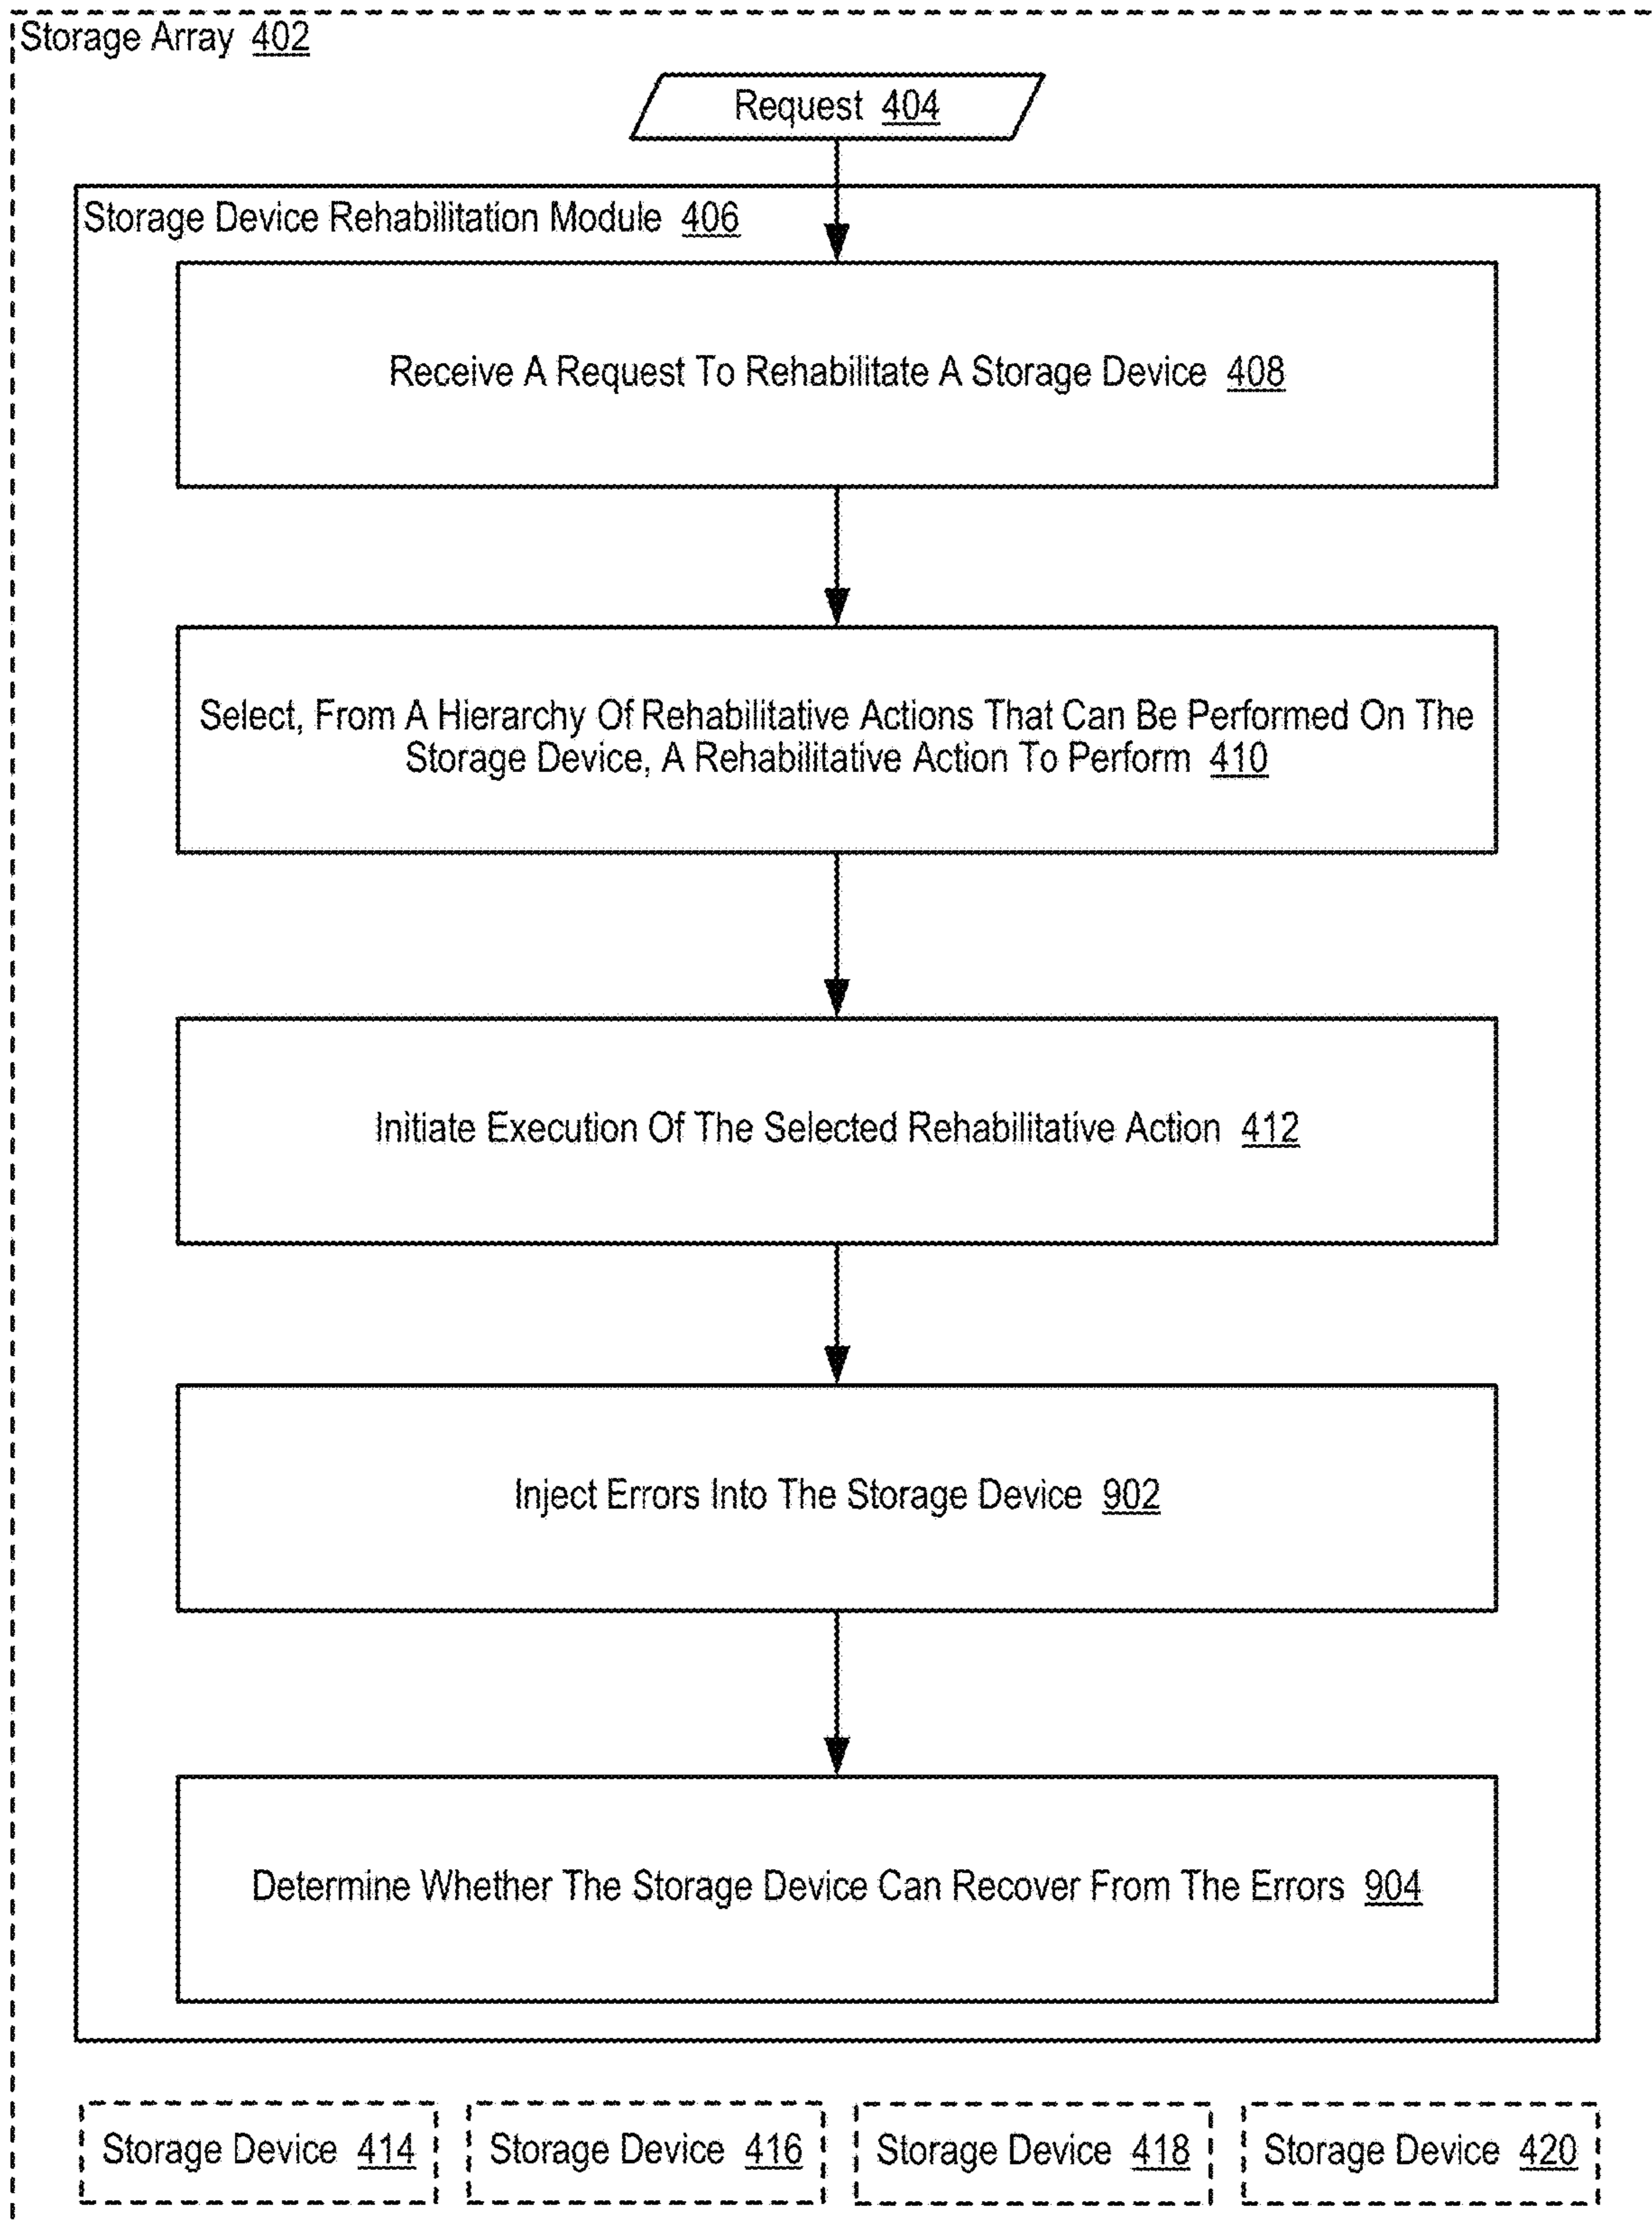 Storage Array 402
Request 404
Storage Device Rehabilitation Module 406
Receive A Request To Rehabilitate A Storage Device 408
Select, From A Hierarchy Of Rehabilitative Actions That Can Be Performed On The
Storage Device, A Rehabilitative Action To Perform 410
Initiate Execution Of The Selected Rehabilitative Action 412
Inject Errors Into The Storage Device 902
Determine Whether The Storage Device Can Recover From The Errors 904
Storage Device 414
Storage Device 416
Storage Device 418
Storage Device 420